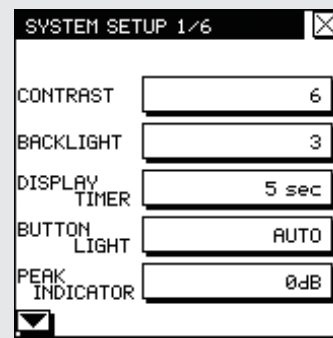 SYSTEM SETUP 1/6
CONTRAST 6
BACKLIGHT 3
DISPLAY
TIMER 5 sec
BUTTON
LIGHT AUTO
PEAK
INDICATOR 0dB